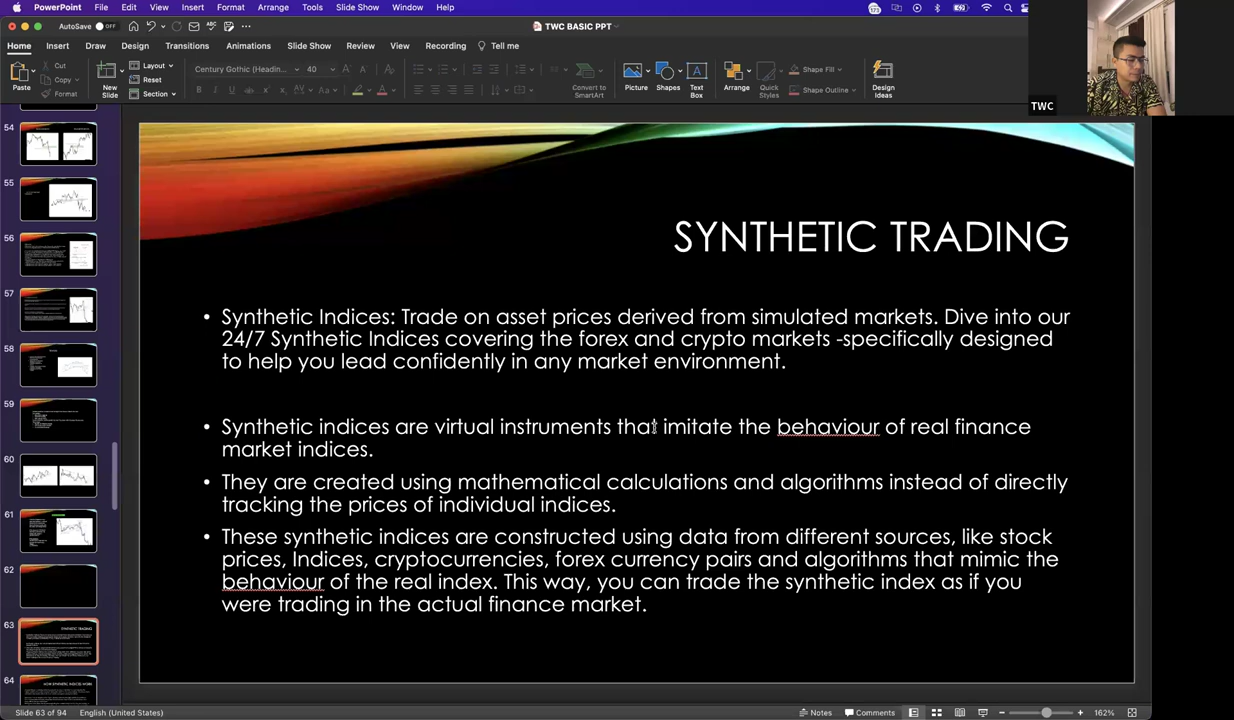 PowerPoint File Edit View Insert Format Arrange Tools Slide Show Window Help
AutoSave OFF TWC BASIC PPT
Home Insert Draw Design Transitions Animations Slide Show Review View Recording Tell me
Paste Cut Copy Format New Slide Layout Reset Section Century Gothic (Headin... 40 Convert to SmartArt Picture Shapes Text Box Arrange Quick Styles Shape Fill Shape Outline Design Ideas
TWC
54
55
56
57
58
59
60
61
62
63
64
SYNTHETIC TRADING
• Synthetic Indices: Trade on asset prices derived from simulated markets. Dive into our
24/7 Synthetic Indices covering the forex and crypto markets -specifically designed
to help you lead confidently in any market environment.
• Synthetic indices are virtual instruments that imitate the behaviour of real finance
market indices.
• They are created using mathematical calculations and algorithms instead of directly
tracking the prices of individual indices.
• These synthetic indices are constructed using data from different sources, like stock
prices, Indices, cryptocurrencies, forex currency pairs and algorithms that mimic the
behaviour of the real index. This way, you can trade the synthetic index as if you
were trading in the actual finance market.
Slide 63 of 94 English (United States) Notes Comments 162%